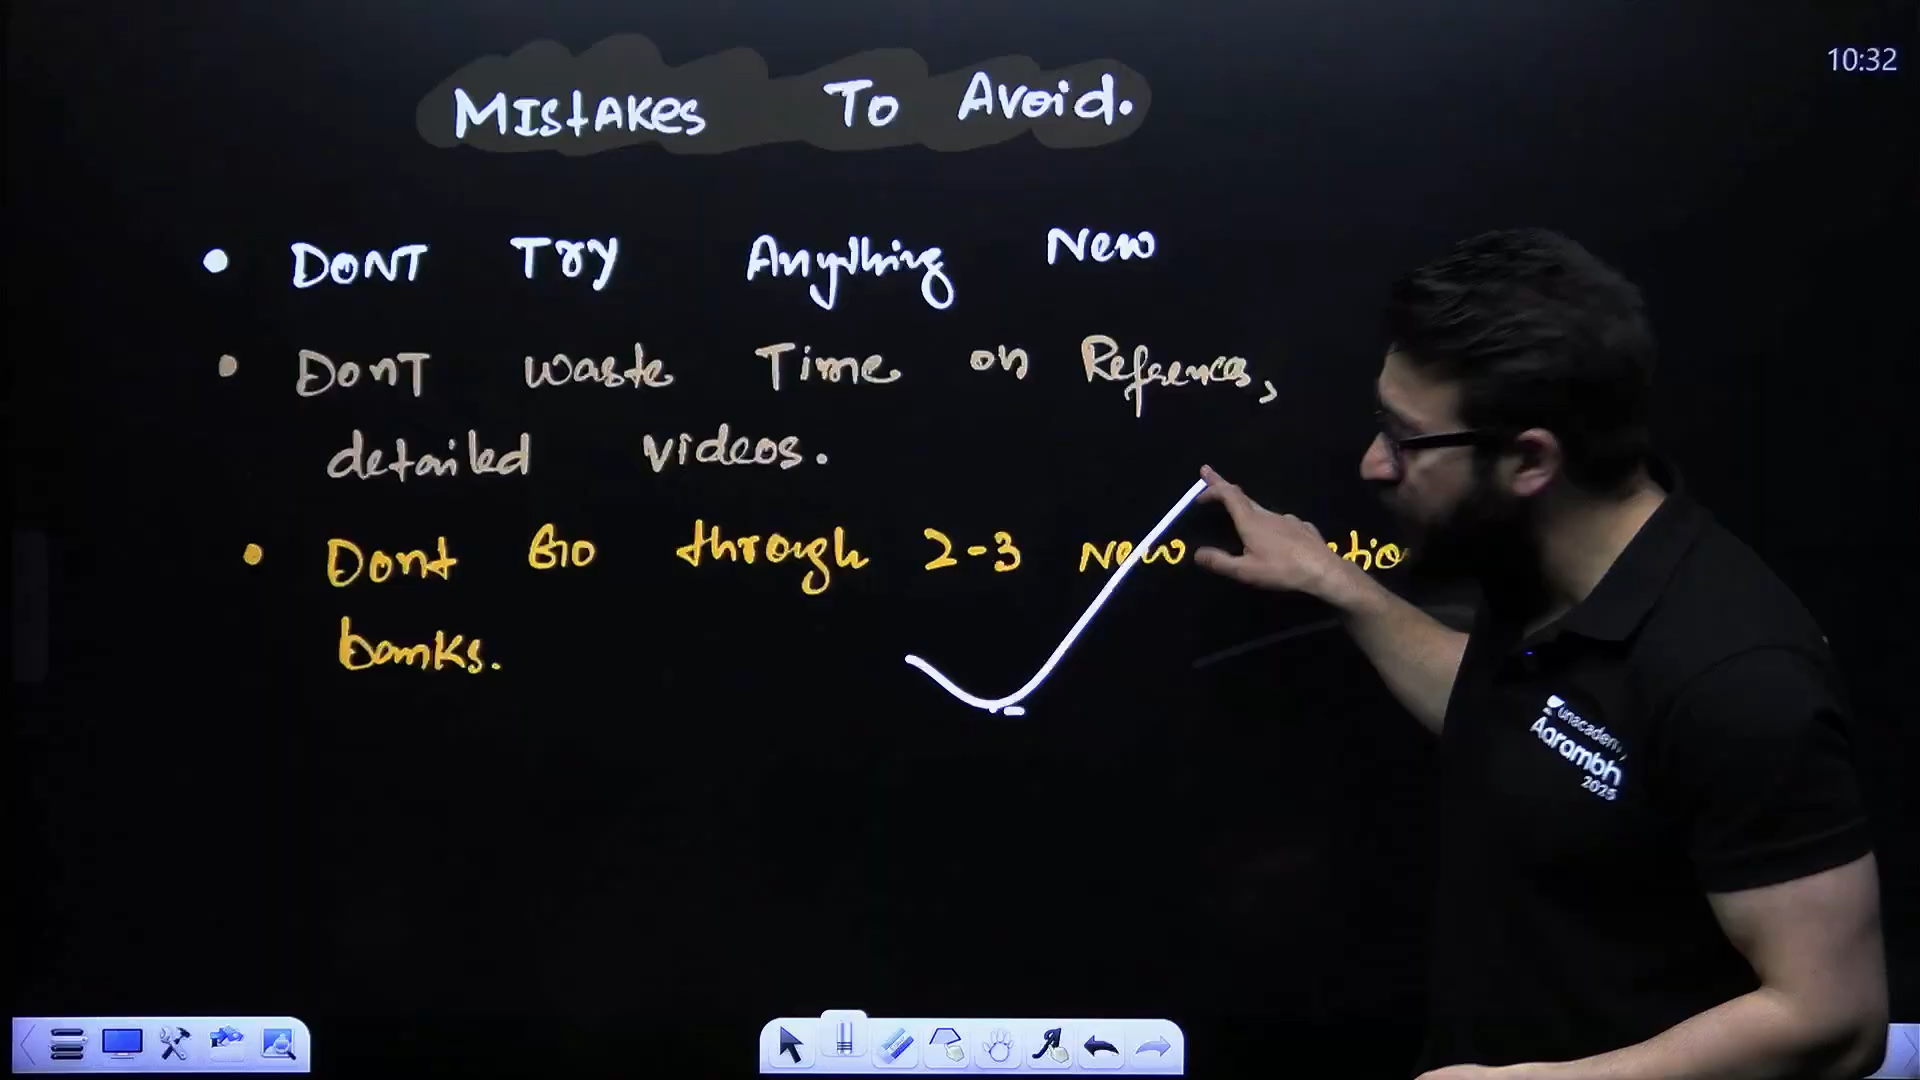 10:32
MIstAKes To Avoid.
• DONT Try Anything New
• DonT waste Time on References,
detailed videos.
• Dont Go through 2-3 New
banks.
unacademy
Aarambh
2025